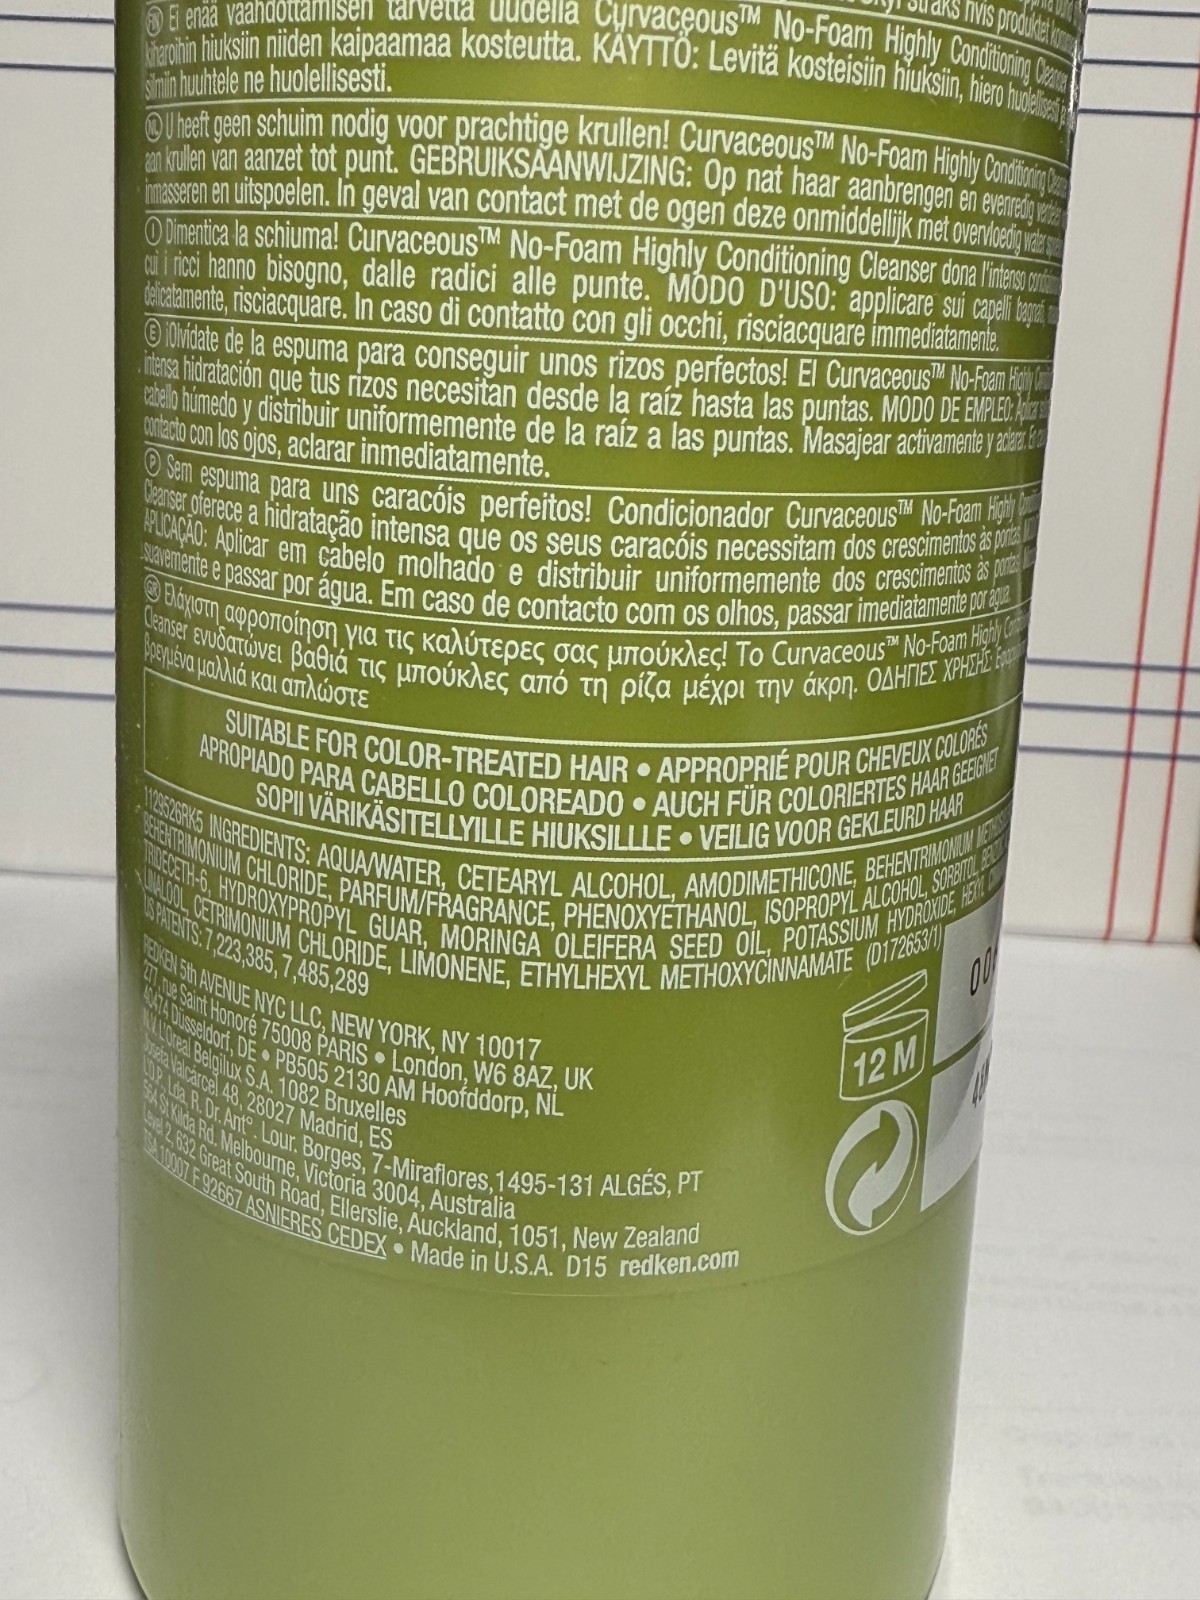 straks hvis produktet
FIN Ei enää vaahdottamisen tarvetta uudella Curvaceous™ No-Foam Highly Conditioning Cleanser
kiharoihin hiuksiin niiden kaipaamaa kosteutta. KÄYTTÖ: Levitä kosteisiin hiuksiin, hiero huolellisesti ja
silmiin huuhtele ne huolellisesti.
NL U heeft geen schuim nodig voor prachtige krullen! Curvaceous™ No-Foam Highly Conditioning
aan krullen van aanzet tot punt. GEBRUIKSAANWIJZING: Op nat haar aanbrengen en evenredig
inmasseren en uitspoelen. In geval van contact met de ogen deze onmiddellijk met overvloedig water
I Dimentica la schiuma! Curvaceous™ No-Foam Highly Conditioning Cleanser dona l'intenso
cui i ricci hanno bisogno, dalle radici alle punte. MODO D'USO: applicare sui capelli bagnati,
delicatamente, risciacquare. In caso di contatto con gli occhi, risciacquare immediatamente.
E ¡Olvídate de la espuma para conseguir unos rizos perfectos! El Curvaceous™ No-Foam Highly
intensa hidratación que tus rizos necesitan desde la raíz hasta las puntas. MODO DE EMPLEO: Aplicar
cabello húmedo y distribuir uniformemente de la raíz a las puntas. Masajear activamente y aclarar. En
contacto con los ojos, aclarar inmediatamente.
P Sem espuma para uns caracóis perfeitos! Condicionador Curvaceous™ No-Foam Highly
Cleanser oferece a hidratação intensa que os seus caracóis necessitam dos crescimentos às pontas.
APLICAÇÃO: Aplicar em cabelo molhado e distribuir uniformemente dos crescimentos às pontas.
suavemente e passar por água. Em caso de contacto com os olhos, passar imediatamente por água.
GR Ελάχιστη αφροποίηση για τις καλύτερες σας μπούκλες! Το Curvaceous™ No-Foam Highly
Cleanser ενυδατώνει βαθιά τις μπούκλες από τη ρίζα μέχρι την άκρη. ΟΔΗΓΙΕΣ ΧΡΗΣΗΣ:
βρεγμένα μαλλιά και απλώστε
SUITABLE FOR COLOR-TREATED HAIR • APPROPRIÉ POUR CHEVEUX COLORÉS
APROPIADO PARA CABELLO COLOREADO • AUCH FÜR COLORIERTES HAAR GEEIGNET
SOPII VÄRIKÄSITELLYILLE HIUKSILLLE • VEILIG VOOR GEKLEURD HAAR
1129526RK5 INGREDIENTS: AQUA/WATER, CETEARYL ALCOHOL, AMODIMETHICONE, BEHENTRIMONIUM
BEHENTRIMONIUM CHLORIDE, PARFUM/FRAGRANCE, PHENOXYETHANOL, ISOPROPYL ALCOHOL, SORBITOL,
TRIDECETH-6, HYDROXYPROPYL GUAR, MORINGA OLEIFERA SEED OIL, POTASSIUM HYDROXIDE, HEXYL
LINALOOL, CETRIMONIUM CHLORIDE, LIMONENE, ETHYLHEXYL METHOXYCINNAMATE (D172653/1)
US PATENTS: 7,223,385, 7,485,289
REDKEN 5th AVENUE NYC LLC, NEW YORK, NY 10017
277, rue Saint Honoré 75008 PARIS • London, W6 8AZ, UK
40474 Düsseldorf, DE • PB505 2130 AM Hoofddorp, NL
N.V. L'Oreal Belgilux S.A. 1082 Bruxelles
Josefa Valcárcel 48, 28027 Madrid, ES
L'O.P. Lda, R. Dr. Antº. Lour. Borges, 7-Miraflores,1495-131 ALGÉS, PT
564 St Kilda Rd. Melbourne, Victoria 3004, Australia
Level 2, 632 Great South Road, Ellerslie, Auckland, 1051, New Zealand
TSA 10007 F 92667 ASNIERES CEDEX • Made in U.S.A. D15 redken.com
12 M